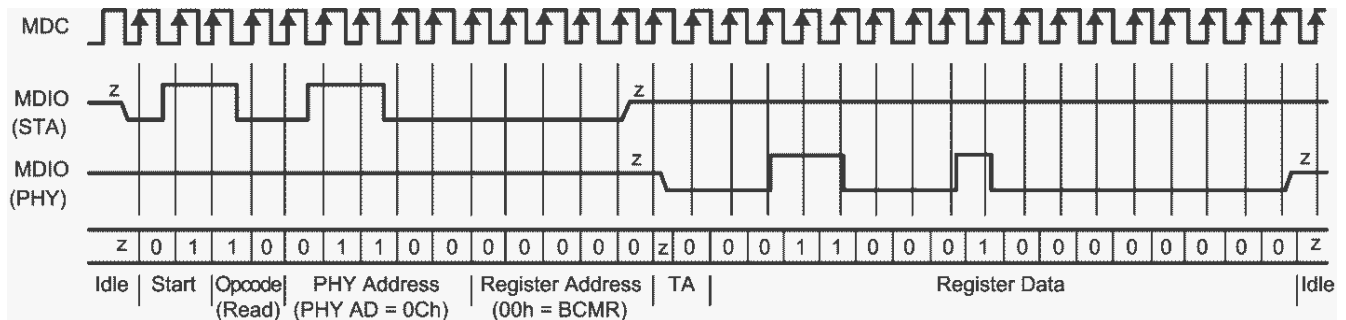 MDC
z z
MDIO
(STA)
z z
MDIO
(PHY)
z 0 1 1 0 0 1 1 0 0 0 0 0 0 0 z 0 0 0 1 1 0 0 0 1 0 0 0 0 0 0 0 0 z
Idle Start Opcode PHY Address Register Address TA Register Data Idle
(Read) (PHY AD = 0Ch) (00h = BCMR)